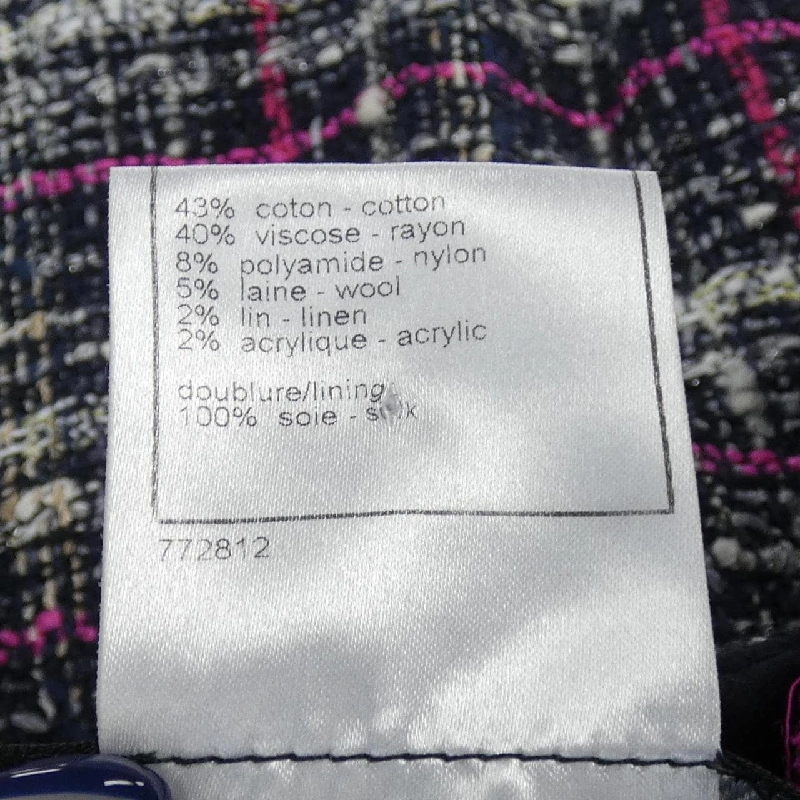 43% coton - cotton
40% viscose - rayon
8% polyamide - nylon
5% laine - wool
2% lin - linen
2% acrylique - acrylic
doublure/lining
100% soie -
772812